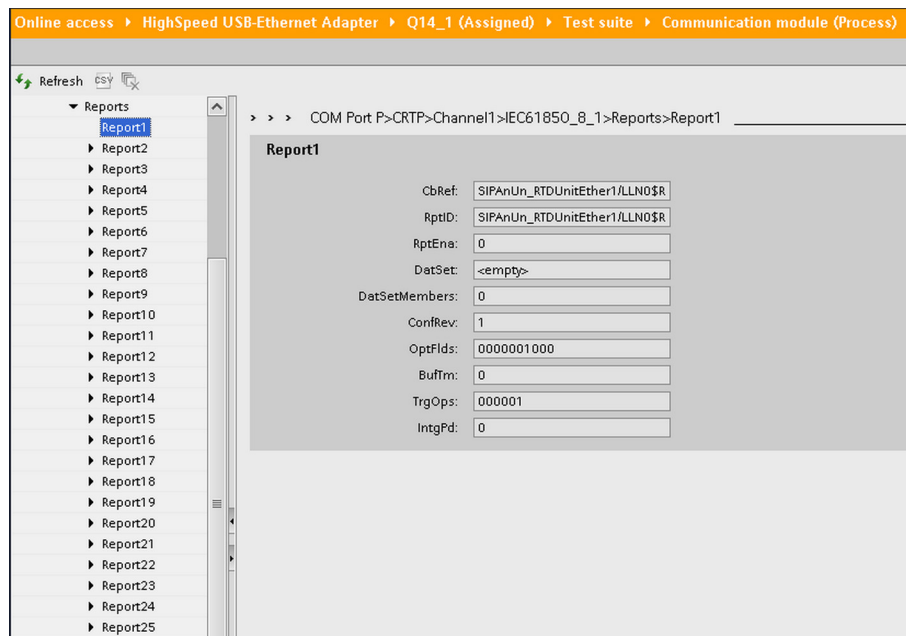 Online access HighSpeed USB-Ethernet Adapter Q14_1 (Assigned) Test suite Communication module (Process)
Refresh CSV
Reports
Report1
Report2
Report3
Report4
Report5
Report6
Report7
Report8
Report9
Report10
Report11
Report12
Report13
Report14
Report15
Report16
Report17
Report18
Report19
Report20
Report21
Report22
Report23
Report24
Report25
> > > COM Port P>CRTP>Channel1>IEC61850_8_1>Reports>Report1
Report1
CbRef: SIPAnUn_RTDUnitEther1/LLN0$R
RptID: SIPAnUn_RTDUnitEther1/LLN0$R
RptEna: 0
DatSet: <empty>
DatSetMembers: 0
ConfRev: 1
OptFlds: 0000001000
BufTm: 0
TrgOps: 000001
IntgPd: 0